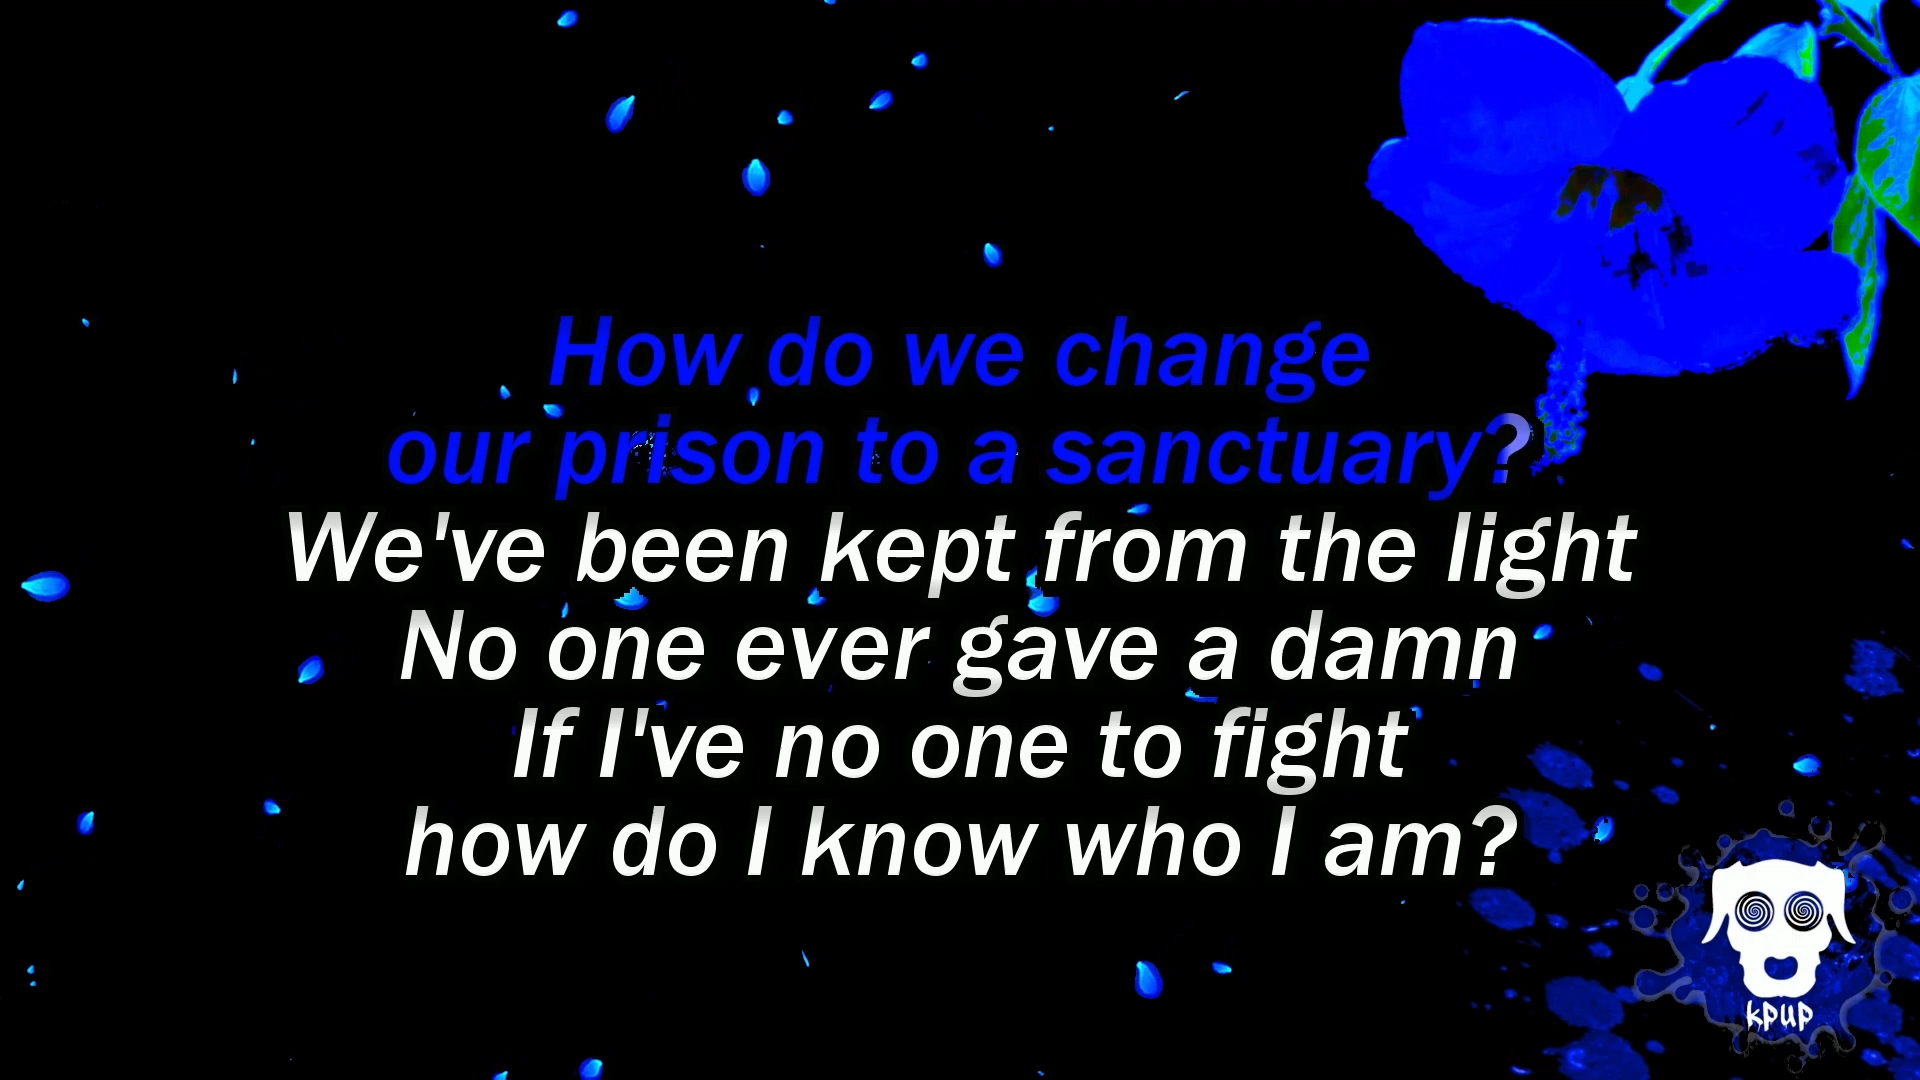 How do we change
our prison to a sanctuary?
We've been kept from the light
No one ever gave a damn
If I've no one to fight
how do I know who I am?
kpup